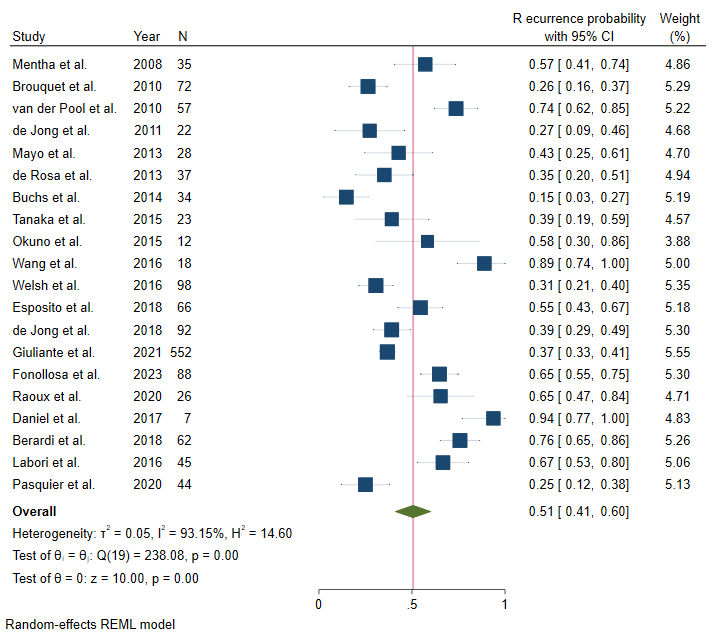 R ecurrence probability Weight
Study Year N with 95% CI (%)
Mentha et al. 2008 35 0.57 [ 0.41, 0.74] 4.86
Brouquet et al. 2010 72 0.26 [ 0.16, 0.37] 5.29
van der Pool et al. 2010 57 0.74 [ 0.62, 0.85] 5.22
de Jong et al. 2011 22 0.27 [ 0.09, 0.46] 4.68
Mayo et al. 2013 28 0.43 [ 0.25, 0.61] 4.70
de Rosa et al. 2013 37 0.35 [ 0.20, 0.51] 4.94
Buchs et al. 2014 34 0.15 [ 0.03, 0.27] 5.19
Tanaka et al. 2015 23 0.39 [ 0.19, 0.59] 4.57
Okuno et al. 2015 12 0.58 [ 0.30, 0.86] 3.88
Wang et al. 2016 18 0.89 [ 0.74, 1.00] 5.00
Welsh et al. 2016 98 0.31 [ 0.21, 0.40] 5.35
Esposito et al. 2018 66 0.55 [ 0.43, 0.67] 5.18
de Jong et al. 2018 92 0.39 [ 0.29, 0.49] 5.30
Giuliante et al. 2021 552 0.37 [ 0.33, 0.41] 5.55
Fonollosa et al. 2023 88 0.65 [ 0.55, 0.75] 5.30
Raoux et al. 2020 26 0.65 [ 0.47, 0.84] 4.71
Daniel et al. 2017 7 0.94 [ 0.77, 1.00] 4.83
Berardi et al. 2018 62 0.76 [ 0.65, 0.86] 5.26
Labori et al. 2016 45 0.67 [ 0.53, 0.80] 5.06
Pasquier et al. 2020 44 0.25 [ 0.12, 0.38] 5.13
Overall 0.51 [ 0.41, 0.60]
Heterogeneity: τ² = 0.05, I² = 93.15%, H² = 14.60
Test of θᵢ = θⱼ: Q(19) = 238.08, p = 0.00
Test of θ = 0: z = 10.00, p = 0.00
0 .5 1
Random-effects REML model